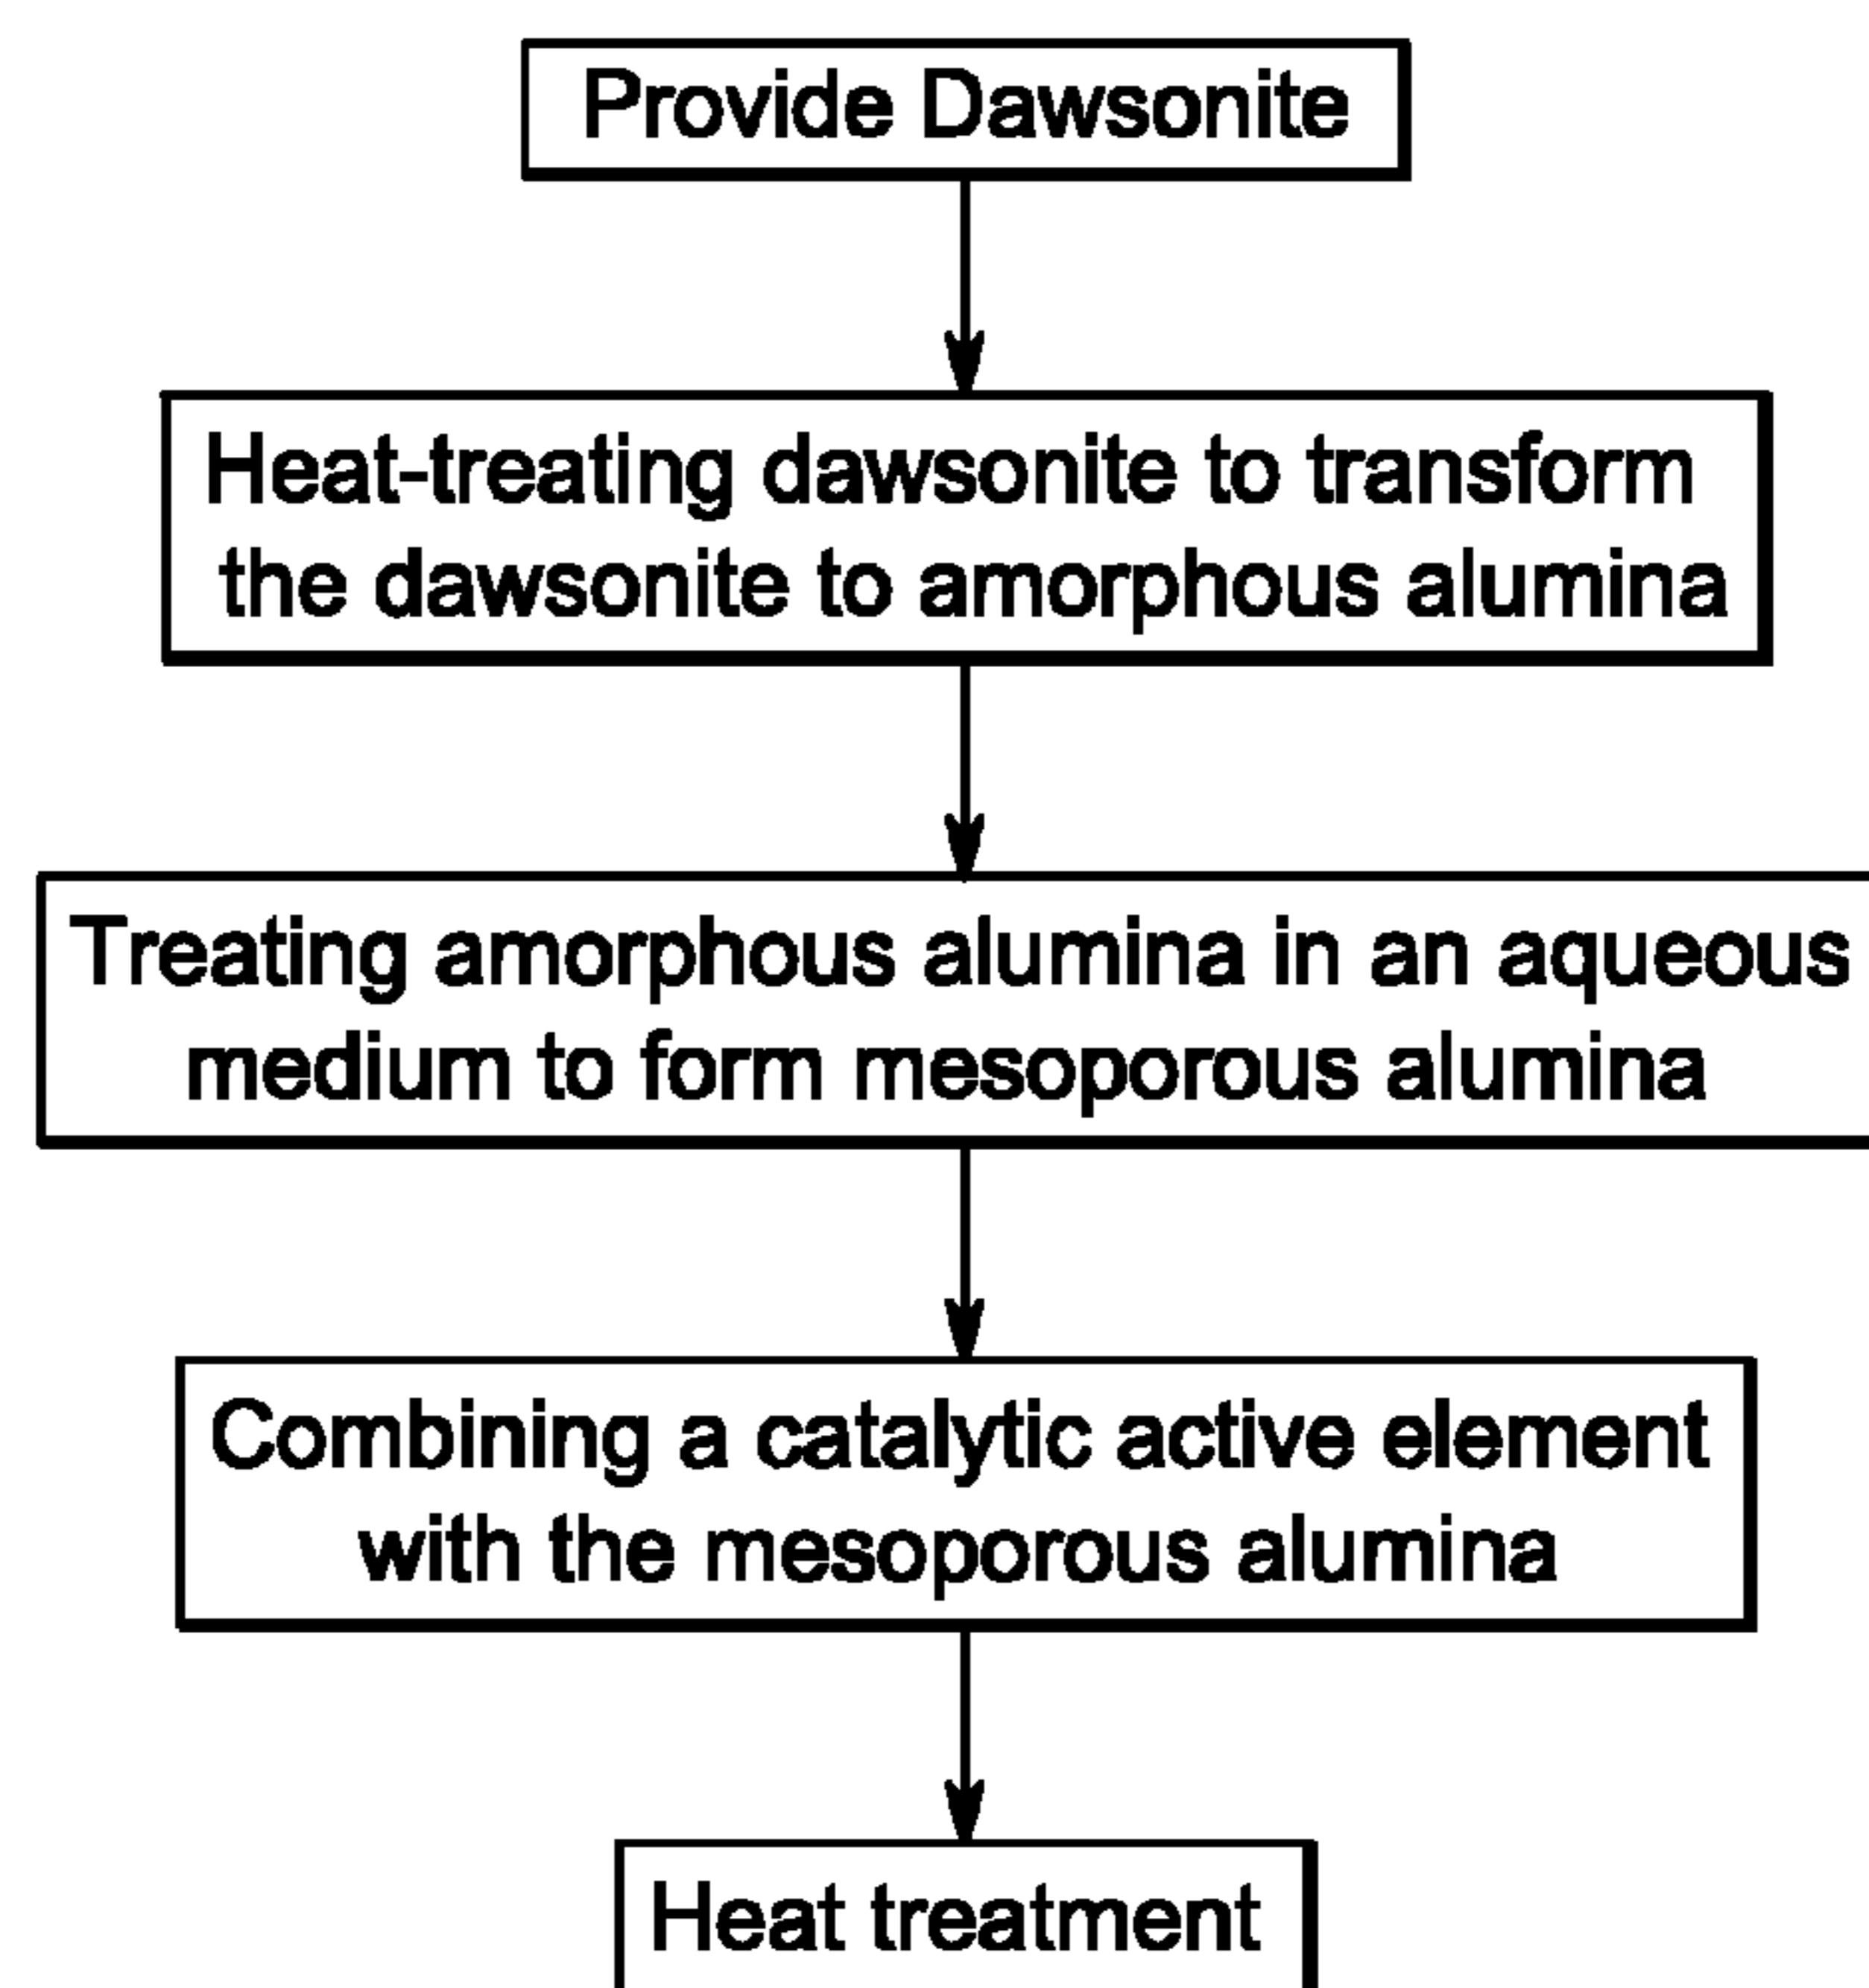 Provide Dawsonite
Heat-treating dawsonite to transform
the dawsonite to amorphous alumina
Treating amorphous alumina in an aqueous
medium to form mesoporous alumina
Combining a catalytic active element
with the mesoporous alumina
Heat treatment